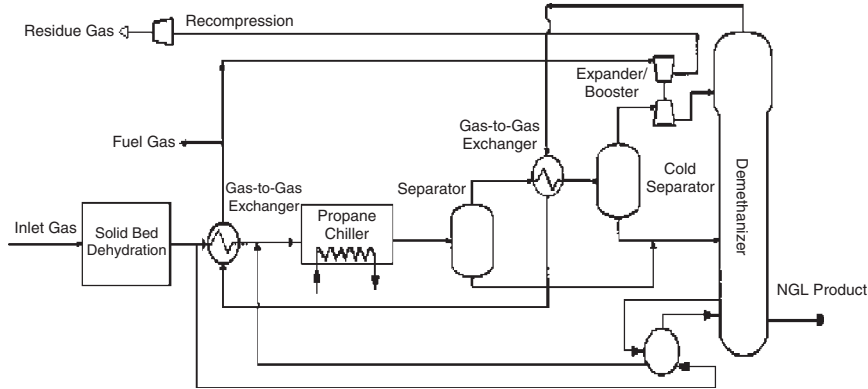 Residue Gas
Recompression
Expander/
Booster
Fuel Gas
Gas-to-Gas
Exchanger
Gas-to-Gas
Exchanger
Separator
Cold
Separator
Demethanizer
Inlet Gas
Solid Bed
Dehydration
Propane
Chiller
NGL Product